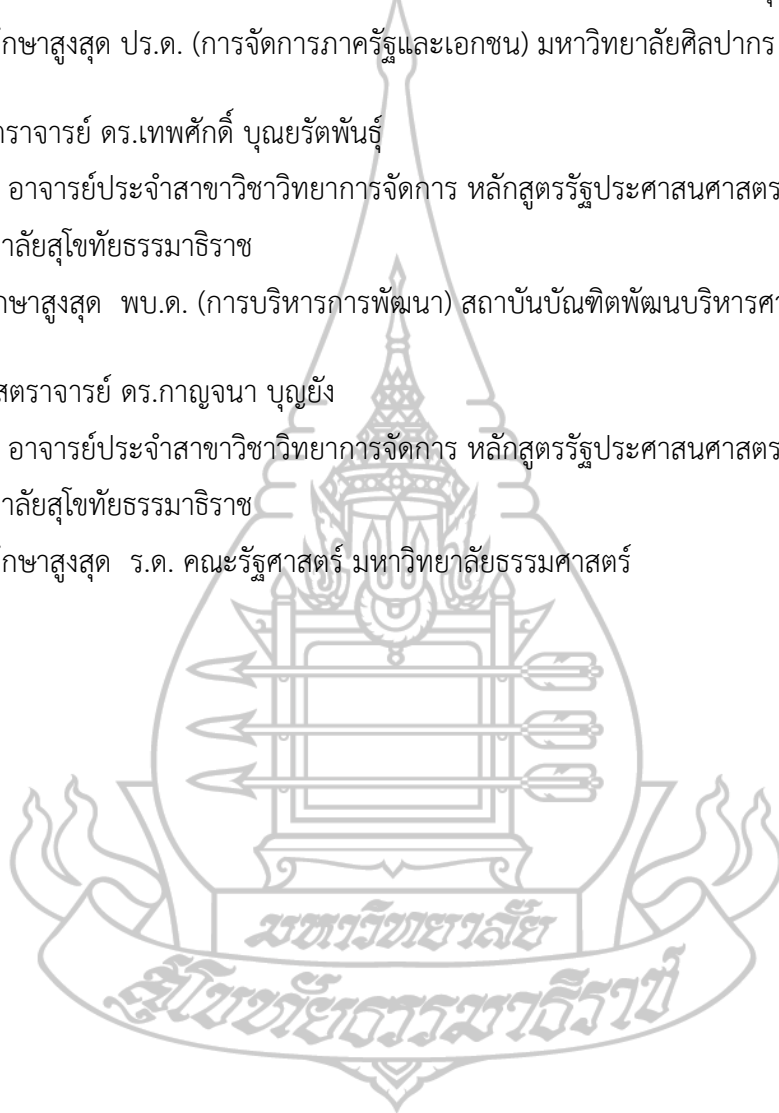 กษาสูงสุด ปร.ด. (การจัดการภาครัฐและเอกชน) มหาวิทยาลัยศิลปากร
ตราจารย์ ดร.เทพศักดิ์ บุณยรัตพันธุ์
อาจารย์ประจำสาขาวิชาวิทยาการจัดการ หลักสูตรรัฐประศาสนศาสตร
าลัยสุโขทัยธรรมาธิราช
กษาสูงสุด พบ.ด. (การบริหารการพัฒนา) สถาบันบัณฑิตพัฒนบริหารศา
สตราจารย์ ดร.กาญจนา บุญยัง
อาจารย์ประจำสาขาวิชาวิทยาการจัดการ หลักสูตรรัฐประศาสนศาสตร
าลัยสุโขทัยธรรมาธิราช
กษาสูงสุด ร.ด. คณะรัฐศาสตร์ มหาวิทยาลัยธรรมศาสตร์
มหาวิทยาลัย
สุโขทัยธรรมาธิราช